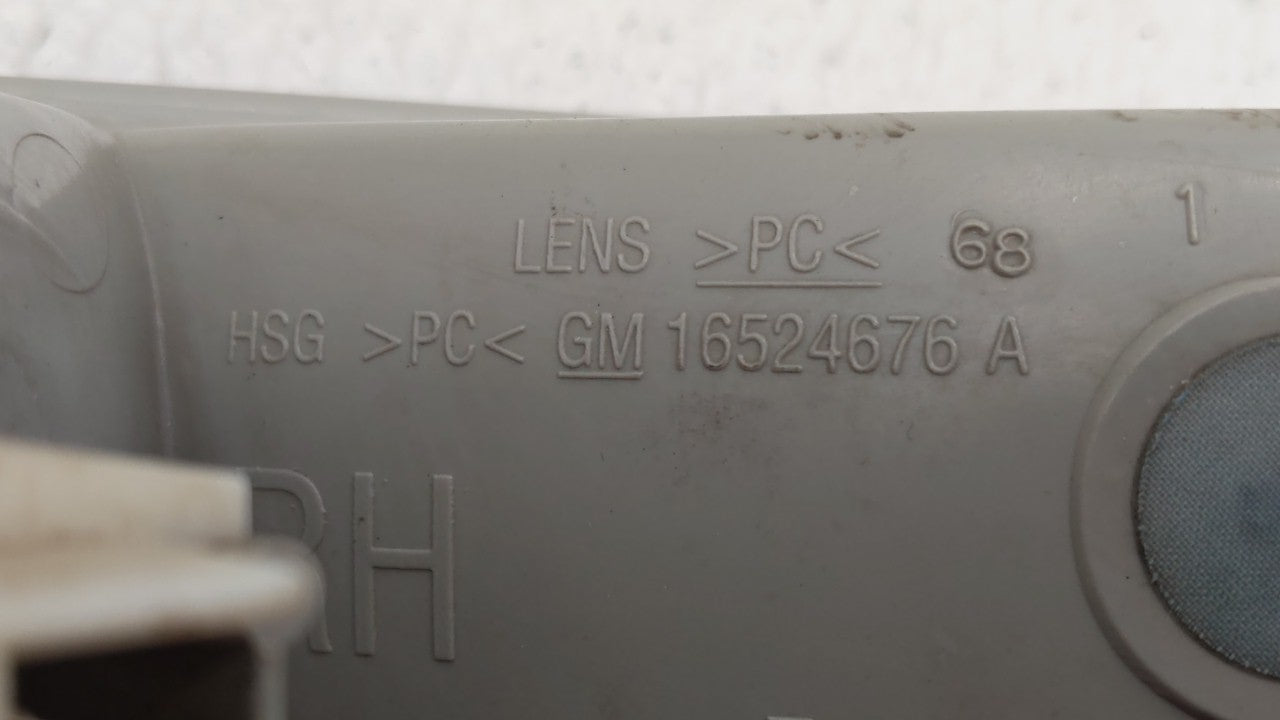 1
LENS >PC< 68
HSG >PC< GM 16524676 A
RH